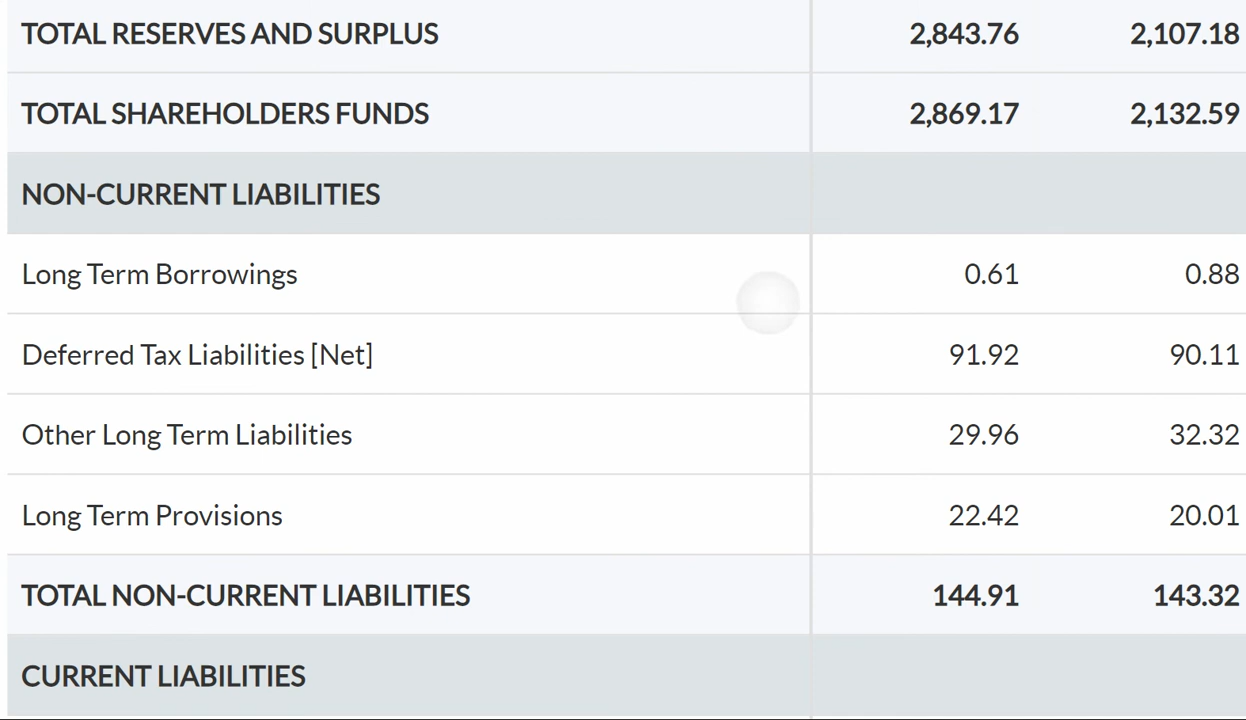 TOTAL RESERVES AND SURPLUS 2,843.76 2,107.18
TOTAL SHAREHOLDERS FUNDS 2,869.17 2,132.59
NON-CURRENT LIABILITIES
Long Term Borrowings 0.61 0.88
Deferred Tax Liabilities [Net] 91.92 90.11
Other Long Term Liabilities 29.96 32.32
Long Term Provisions 22.42 20.01
TOTAL NON-CURRENT LIABILITIES 144.91 143.32
CURRENT LIABILITIES